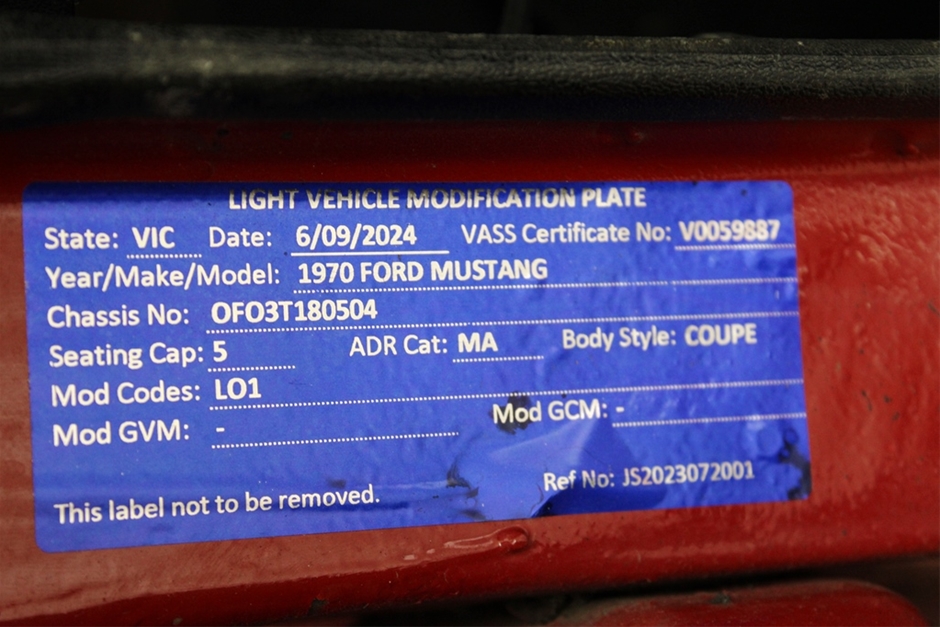 LIGHT VEHICLE MODIFICATION PLATE
State: VIC Date: 6/09/2024 VASS Certificate No: V0059887
Year/Make/Model: 1970 FORD MUSTANG
Chassis No: OFO3T180504
Seating Cap: 5 ADR Cat: MA Body Style: COUPE
Mod Codes: LO1
Mod GVM: - Mod GCM: -
Ref No: JS2023072001
This label not to be removed.